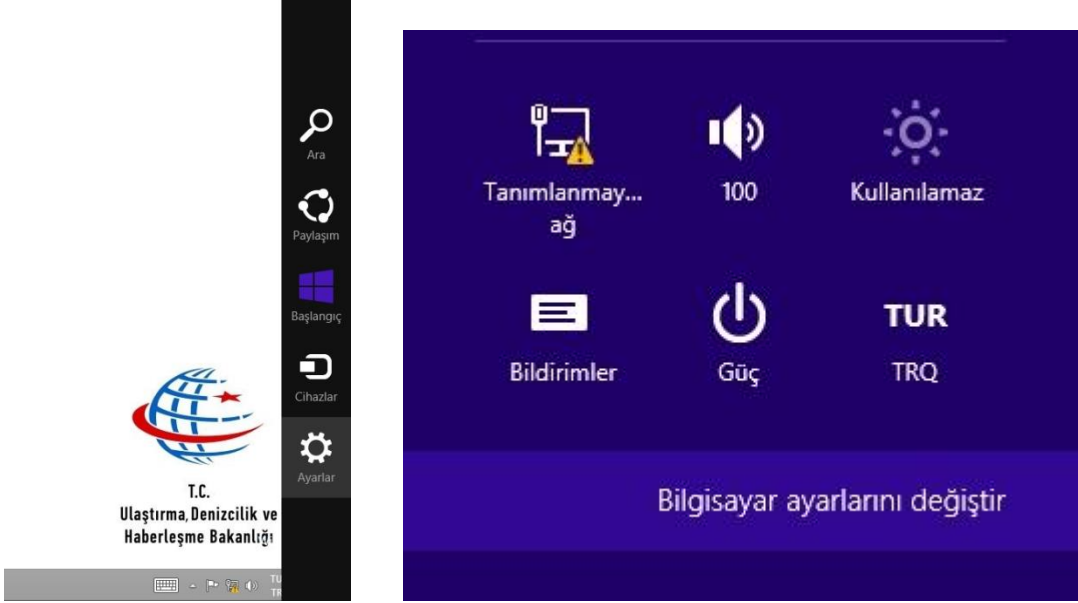 Ara
Paylaşım
Başlangıç
Cihazlar
Ayarlar
T.C.
Ulaştırma, Denizcilik ve
Haberleşme Bakanlığı
Tanımlanmay...
ağ
100
Kullanılamaz
Bildirimler
Güç
TUR
TRQ
Bilgisayar ayarlarını değiştir